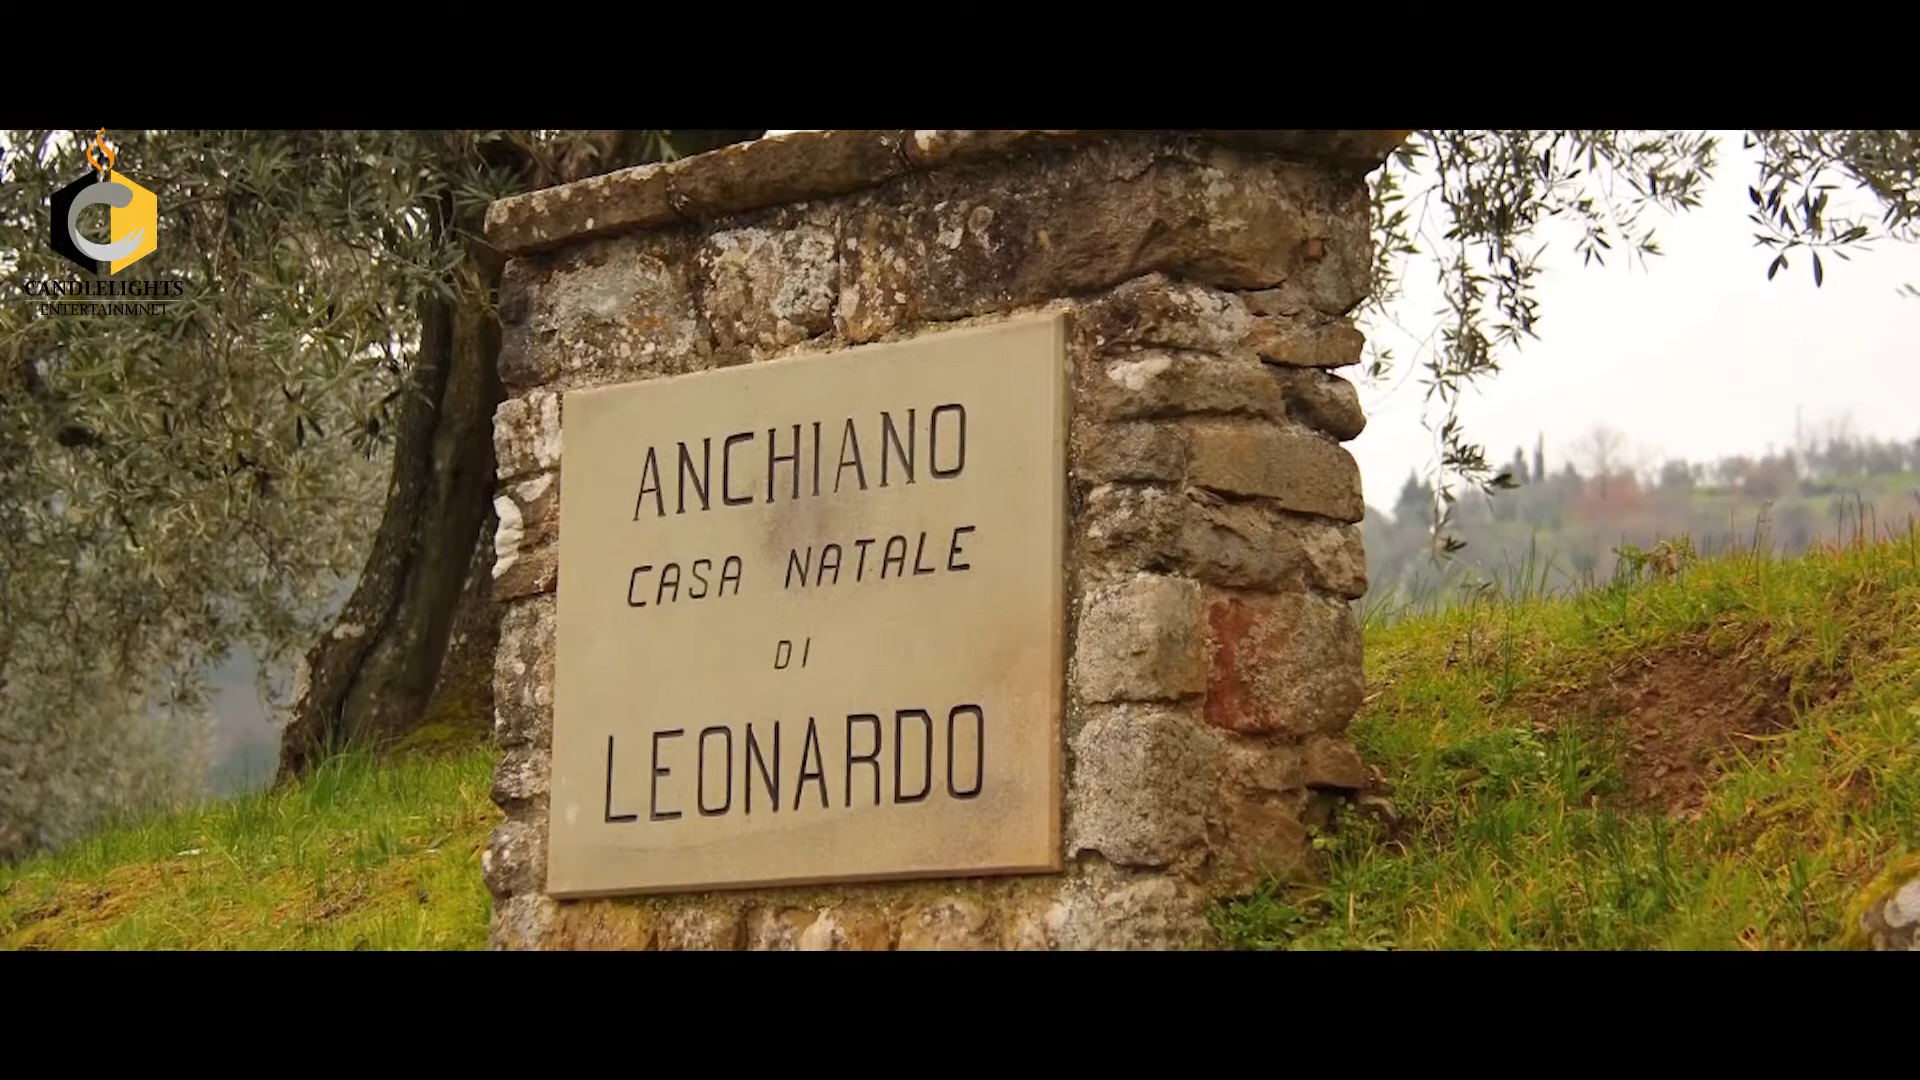 CANDLELIGHTS
ENTERTAINMNET
ANCHIANO
CASA NATALE
DI
LEONARDO